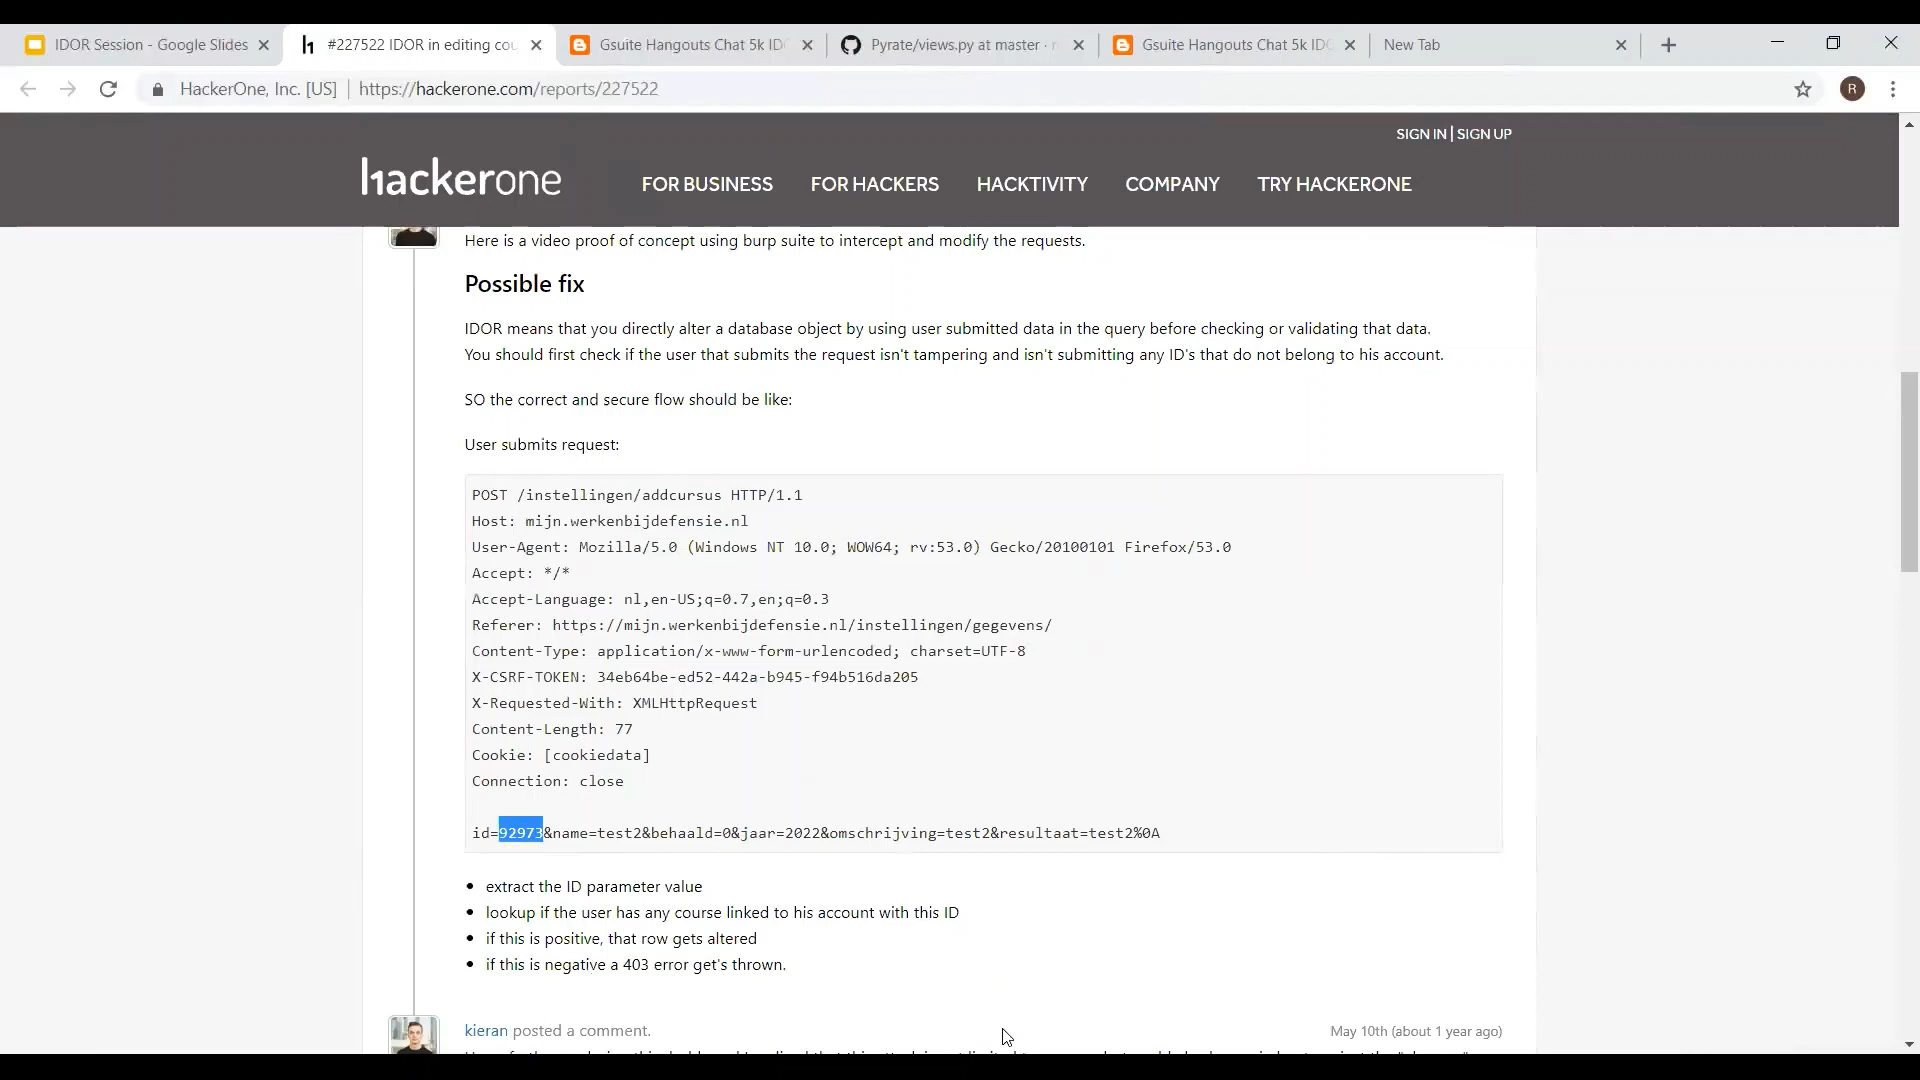 IDOR Session - Google Slides
#227522 IDOR in editing cou
Gsuite Hangouts Chat 5k ID
Pyrate/views.py at master ·
Gsuite Hangouts Chat 5k ID
New Tab
HackerOne, Inc. [US] | https://hackerone.com/reports/227522
R
SIGN IN | SIGN UP
hackerone
FOR BUSINESS
FOR HACKERS
HACKTIVITY
COMPANY
TRY HACKERONE
Here is a video proof of concept using burp suite to intercept and modify the requests.
Possible fix
IDOR means that you directly alter a database object by using user submitted data in the query before checking or validating that data.
You should first check if the user that submits the request isn't tampering and isn't submitting any ID's that do not belong to his account.
SO the correct and secure flow should be like:
User submits request:
POST /instellingen/addcursus HTTP/1.1
Host: mijn.werkenbijdefensie.nl
User-Agent: Mozilla/5.0 (Windows NT 10.0; WOW64; rv:53.0) Gecko/20100101 Firefox/53.0
Accept: */*
Accept-Language: nl,en-US;q=0.7,en;q=0.3
Referer: https://mijn.werkenbijdefensie.nl/instellingen/gegevens/
Content-Type: application/x-www-form-urlencoded; charset=UTF-8
X-CSRF-TOKEN: 34eb64be-ed52-442a-b945-f94b516da205
X-Requested-With: XMLHttpRequest
Content-Length: 77
Cookie: [cookiedata]
Connection: close
id=92973&name=test2&behaald=0&jaar=2022&omschrijving=test2&resultaat=test2%0A
• extract the ID parameter value
• lookup if the user has any course linked to his account with this ID
• if this is positive, that row gets altered
• if this is negative a 403 error get's thrown.
kieran posted a comment.
May 10th (about 1 year ago)